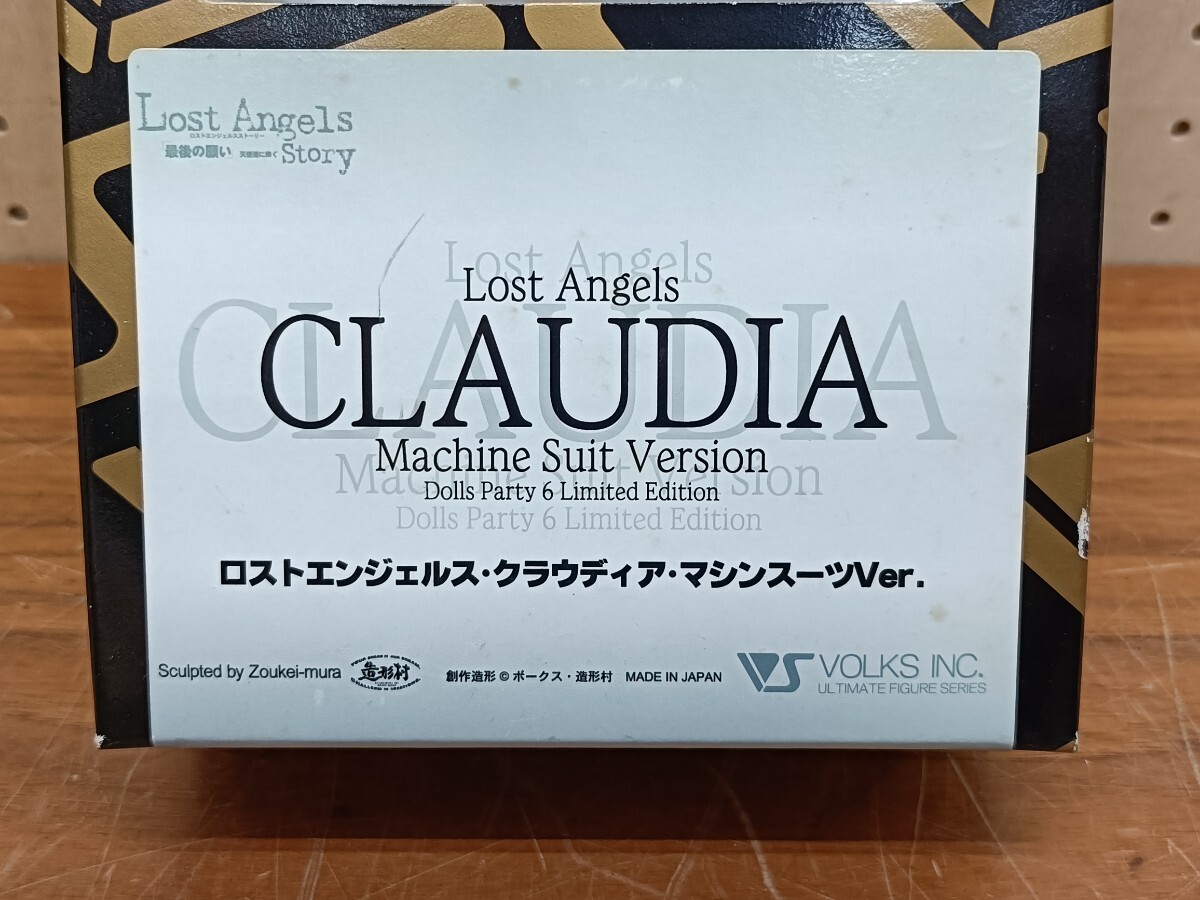 Lost Angels
ロストエンジェルスストーリー
最後の願い
Story
Lost Angels
Lost Angels
CLAUDIA
CLAUDIA
Machine Suit Version
Machine Suit Version
Dolls Party 6 Limited Edition
Dolls Party 6 Limited Edition
ロストエンジェルス・クラウディア・マシンスーツVer.
Sculpted by Zoukei-mura
造形村
創作造形©ボークス・造形村 MADE IN JAPAN
VS VOLKS INC.
ULTIMATE FIGURE SERIES